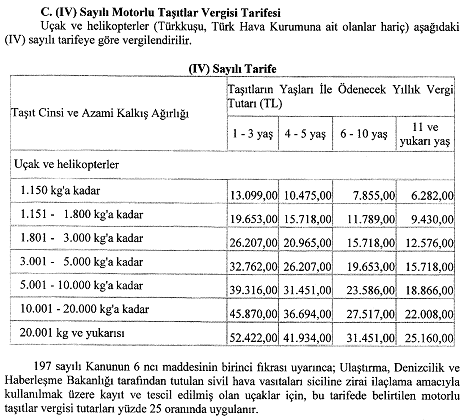 C. (IV) Sayılı Motorlu Taşıtlar Vergisi Tarifesi
Uçak ve helikopterler (Türkkuşu, Türk Hava Kurumuna ait olanlar hariç) aşağıdaki
(IV) sayılı tarifeye göre vergilendirilir.
(IV) Sayılı Tarife
Taşıt Cinsi ve Azami Kalkış Ağırlığı
Taşıtların Yaşları İle Ödenecek Yıllık Vergi
Tutarı (TL)
1 - 3 yaş 4 - 5 yaş 6 - 10 yaş 11 ve
yukarı yaş
Uçak ve helikopterler
1.150 kg'a kadar 13.099,00 10.475,00 7.855,00 6.282,00
1.151 - 1.800 kg'a kadar 19.653,00 15.718,00 11.789,00 9.430,00
1.801 - 3.000 kg'a kadar 26.207,00 20.965,00 15.718,00 12.576,00
3.001 - 5.000 kg'a kadar 32.762,00 26.207,00 19.653,00 15.718,00
5.001 - 10.000 kg'a kadar 39.316,00 31.451,00 23.586,00 18.866,00
10.001 - 20.000 kg'a kadar 45.870,00 36.694,00 27.517,00 22.008,00
20.001 kg ve yukarısı 52.422,00 41.934,00 31.451,00 25.160,00
197 sayılı Kanunun 6 ncı maddesinin birinci fıkrası uyarınca; Ulaştırma, Denizcilik ve
Haberleşme Bakanlığı tarafından tutulan sivil hava vasıtaları siciline zirai ilaçlama amacıyla
kullanılmak üzere kayıt ve tescil edilmiş olan uçaklar için, bu tarifede belirtilen motorlu
taşıtlar vergisi tutarları yüzde 25 oranında uygulanır.